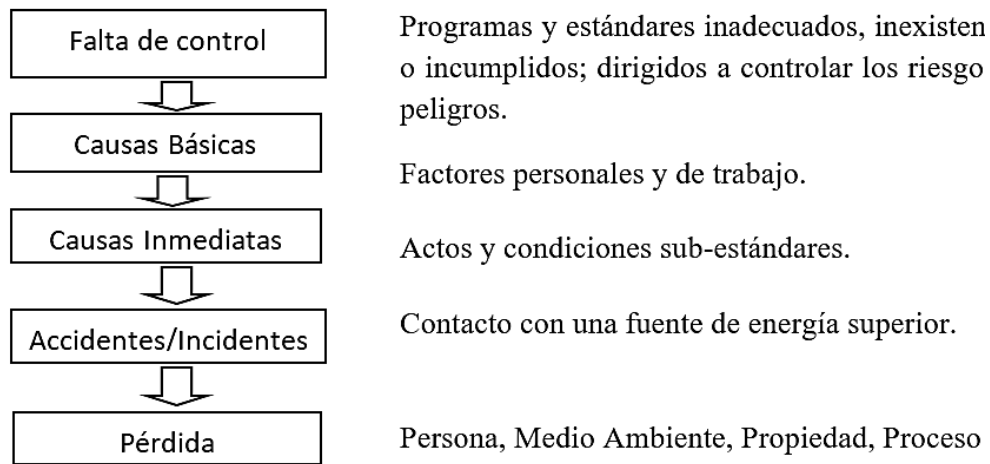 Falta de control
Programas y estándares inadecuados, inexisten
o incumplidos; dirigidos a controlar los riesgo
peligros.
Causas Básicas
Factores personales y de trabajo.
Causas Inmediatas
Actos y condiciones sub-estándares.
Accidentes/Incidentes
Contacto con una fuente de energía superior.
Pérdida
Persona, Medio Ambiente, Propiedad, Proceso